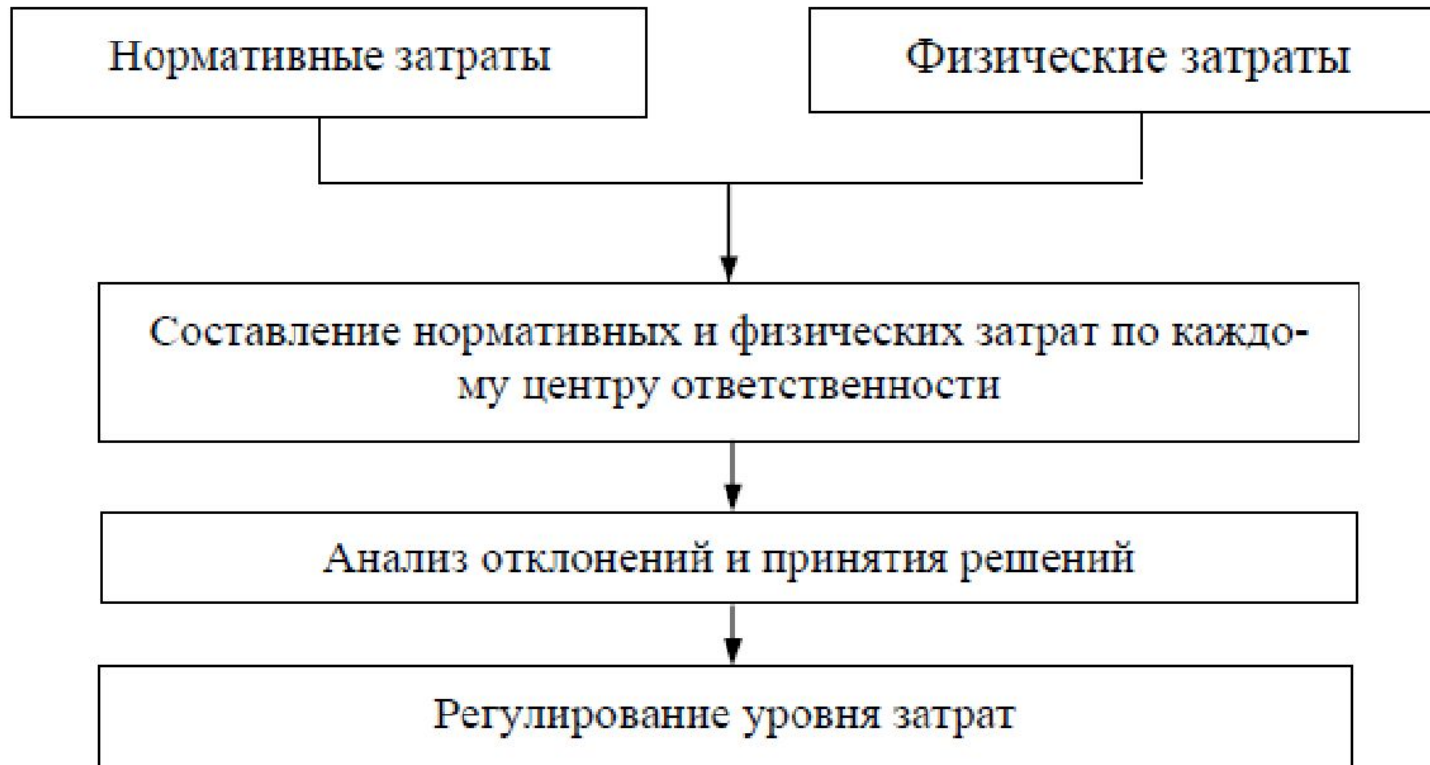 Нормативные затраты
Физические затраты
Составление нормативных и физических затрат по каждо-
му центру ответственности
Анализ отклонений и принятия решений
Регулирование уровня затрат